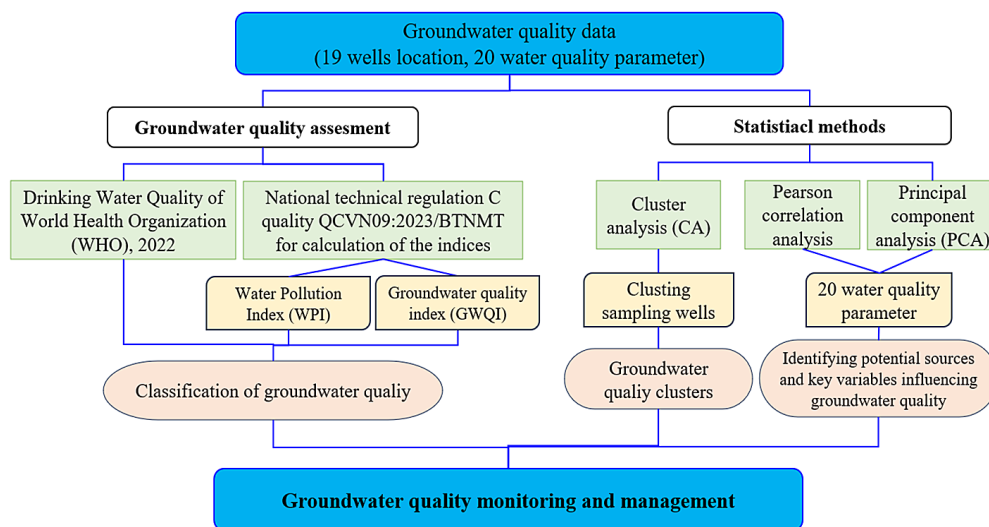 Groundwater quality data
(19 wells location, 20 water quality parameter)
Groundwater quality assesment
Statistiacl methods
Drinking Water Quality of
World Health Organization
(WHO), 2022
National technical regulation C
quality QCVN09:2023/BTNMT
for calculation of the indices
Cluster
analysis (CA)
Pearson
correlation
analysis
Principal
component
analysis (PCA)
Water Pollution
Index (WPI)
Groundwater quality
index (GWQI)
Clusting
sampling wells
20 water quality
parameter
Classification of groundwater qualiy
Groundwater
qualiy clusters
Identifying potential sources
and key variables influencing
groundwater quality
Groundwater quality monitoring and management